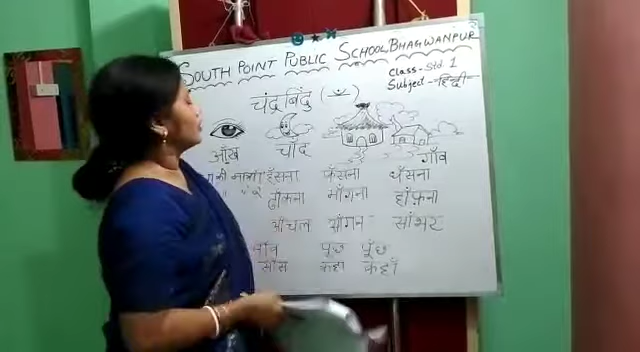 SOUTH POINT PUBLIC SCHOOL, BHAGWANPUR
Class - Std 1
Subject - हिन्दी
चंद्रबिंदु ( ँ )
आँख चाँद गाँव
की मात्रा हँसना फँसना धँसना
माँगना हाँफना
आँचल आँगन सांभर
पूछ पूँछ
साँस कहा कहाँ